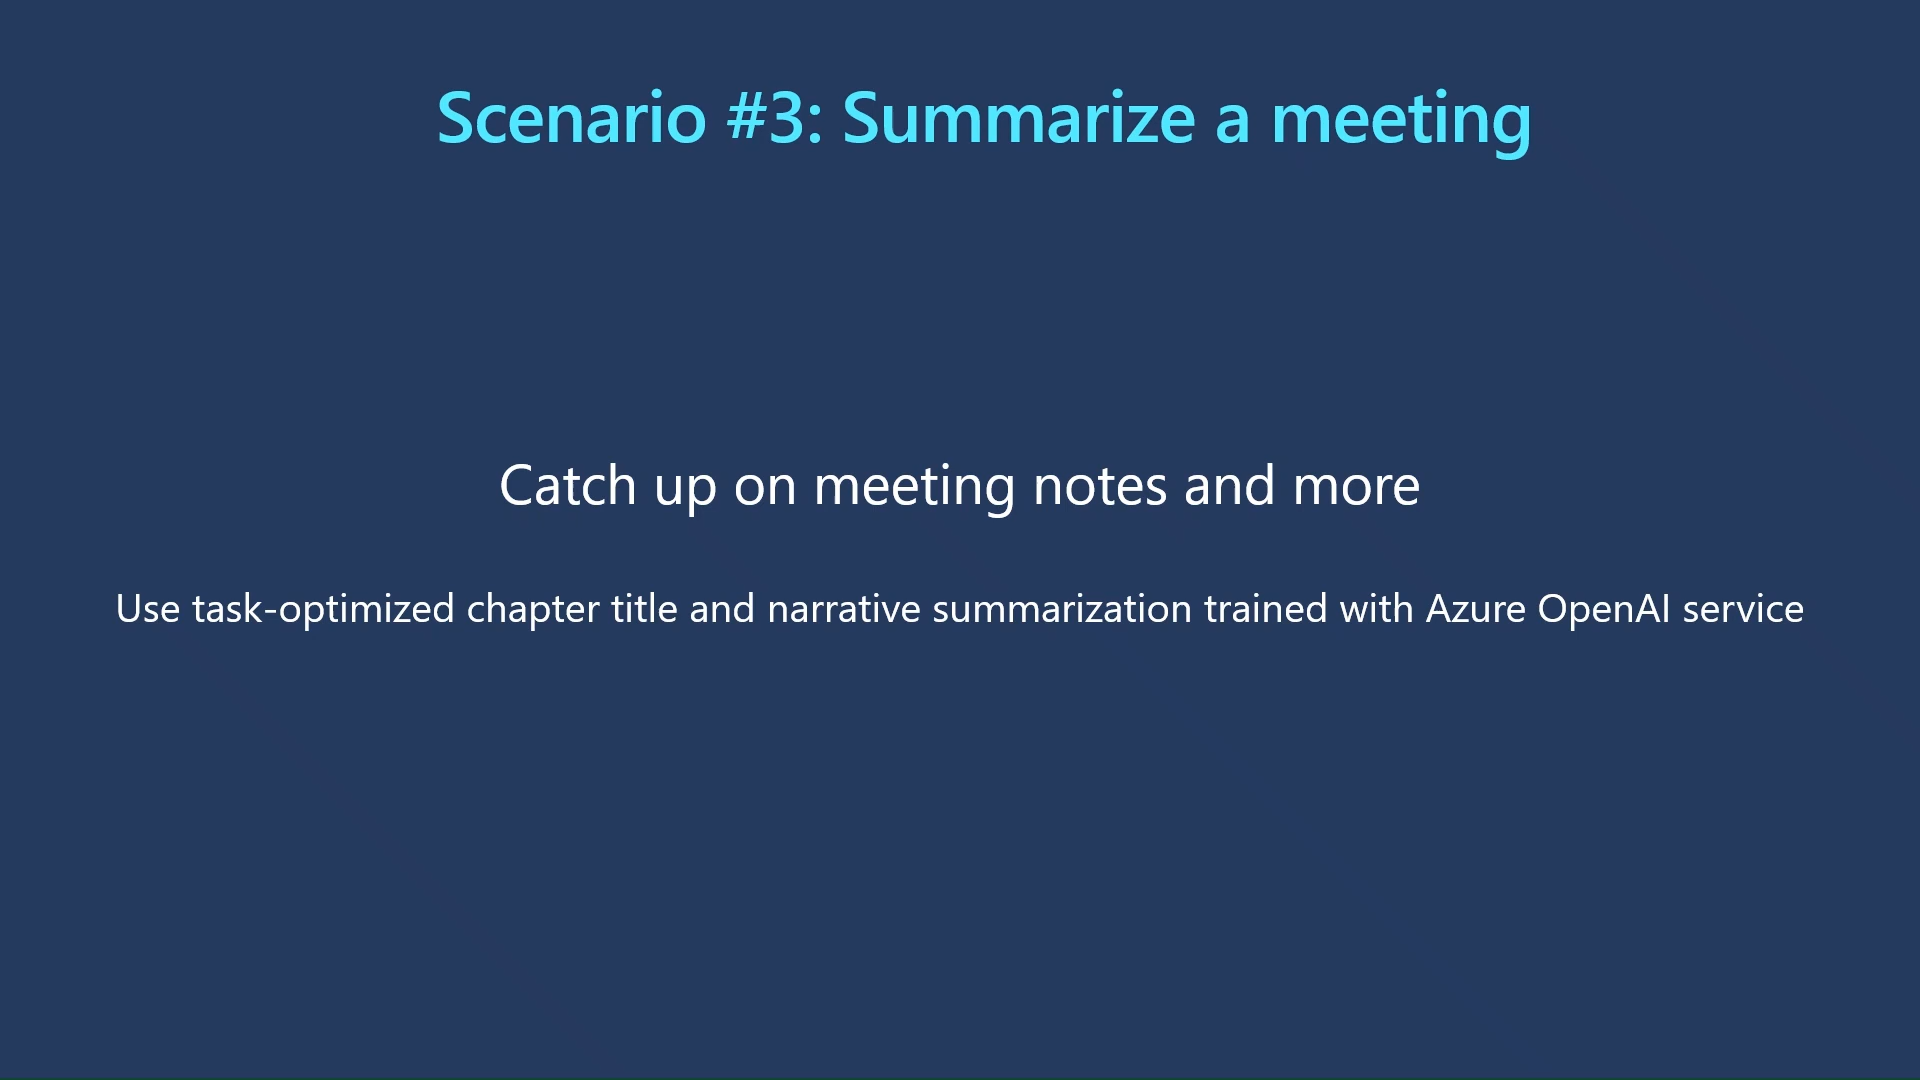 Scenario #3: Summarize a meeting
Catch up on meeting notes and more
Use task-optimized chapter title and narrative summarization trained with Azure OpenAI service